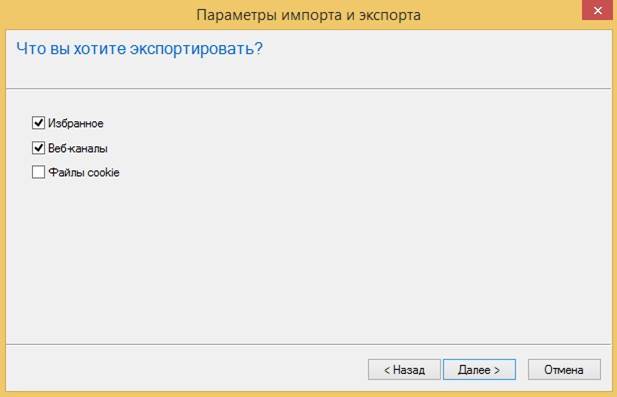 Параметры импорта и экспорта
Что вы хотите экспортировать?
Избранное
Веб-каналы
Файлы cookie
< Назад
Далее >
Отмена